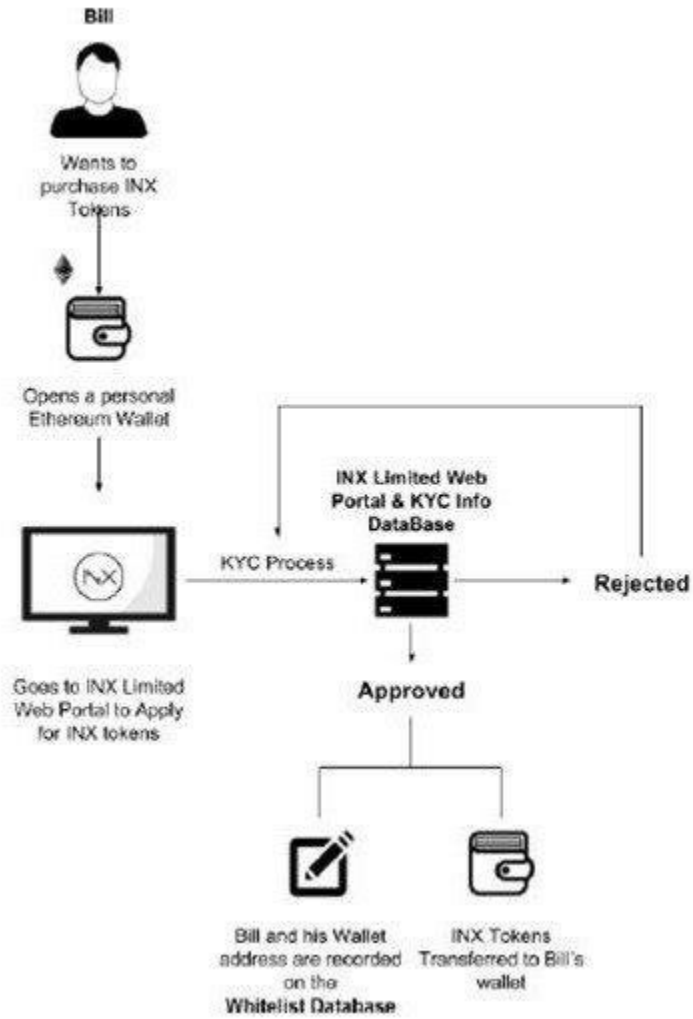 Bill
Wants to
purchase INX
Tokens
Opens a personal
Ethereum Wallet
INX Limited Web
Portal & KYC Info
DataBase
KYC Process
INX
Rejected
Goes to INX Limited
Web Portal to Apply
for INX tokens
Approved
Bill and his Wallet
address are recorded
on the
Whitelist Database
INX Tokens
Transferred to Bill's
wallet